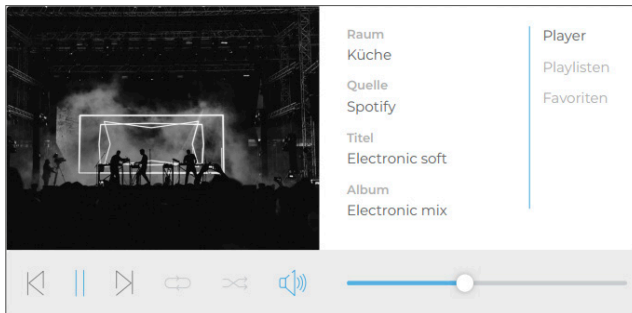 Raum
Küche
Quelle
Spotify
Titel
Electronic soft
Album
Electronic mix
Player
Playlisten
Favoriten